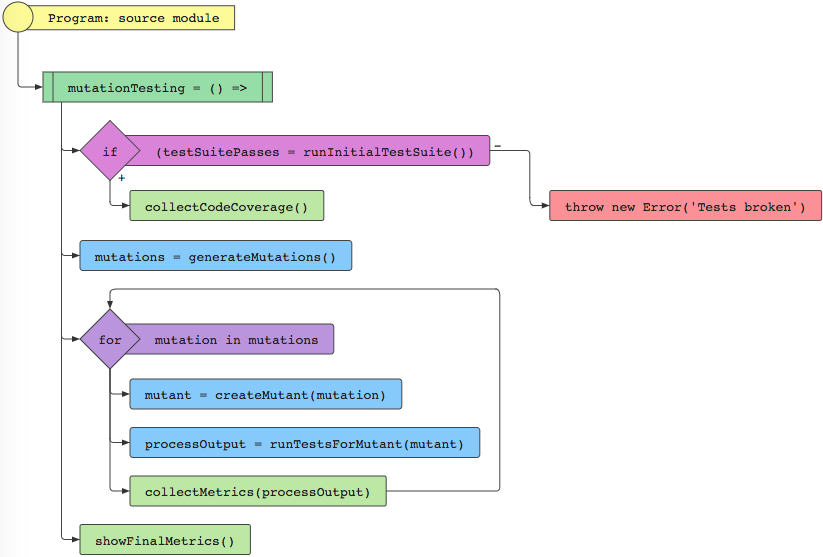 Program: source module
mutationTesting = () =>
if (testSuitePasses = runInitialTestSuite()) -
+
collectCodeCoverage()
throw new Error('Tests broken')
mutations = generateMutations()
for mutation in mutations
mutant = createMutant(mutation)
processOutput = runTestsForMutant(mutant)
collectMetrics(processOutput)
showFinalMetrics()